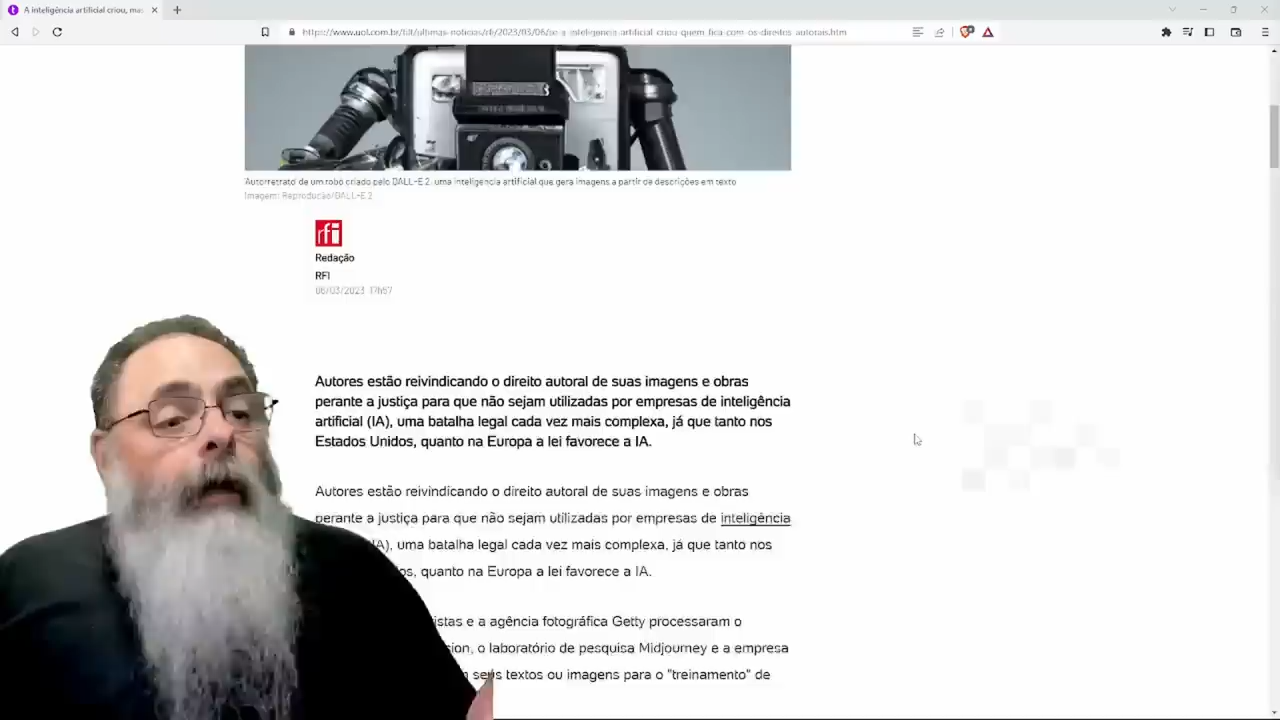 A inteligência artificial criou, mas
https://www.uol.com.br/tilt/ultimas-noticias/rfi/2023/03/06/se-a-inteligencia-artificial-criou-quem-fica-com-os-direitos-autorais.htm
'Autorretrato' de um robô criado pelo DALL-E 2, uma inteligência artificial que gera imagens a partir de descrições em texto
Imagem: Reprodução/DALL-E 2
rfi
Redação
RFI
06/03/2023 17h57
Autores estão reivindicando o direito autoral de suas imagens e obras
perante a justiça para que não sejam utilizadas por empresas de inteligência
artificial (IA), uma batalha legal cada vez mais complexa, já que tanto nos
Estados Unidos, quanto na Europa a lei favorece a IA.
Autores estão reivindicando o direito autoral de suas imagens e obras
perante a justiça para que não sejam utilizadas por empresas de inteligência
IA), uma batalha legal cada vez mais complexa, já que tanto nos
os, quanto na Europa a lei favorece a IA.
istas e a agência fotográfica Getty processaram o
sion, o laboratório de pesquisa Midjourney e a empresa
seus textos ou imagens para o "treinamento" de